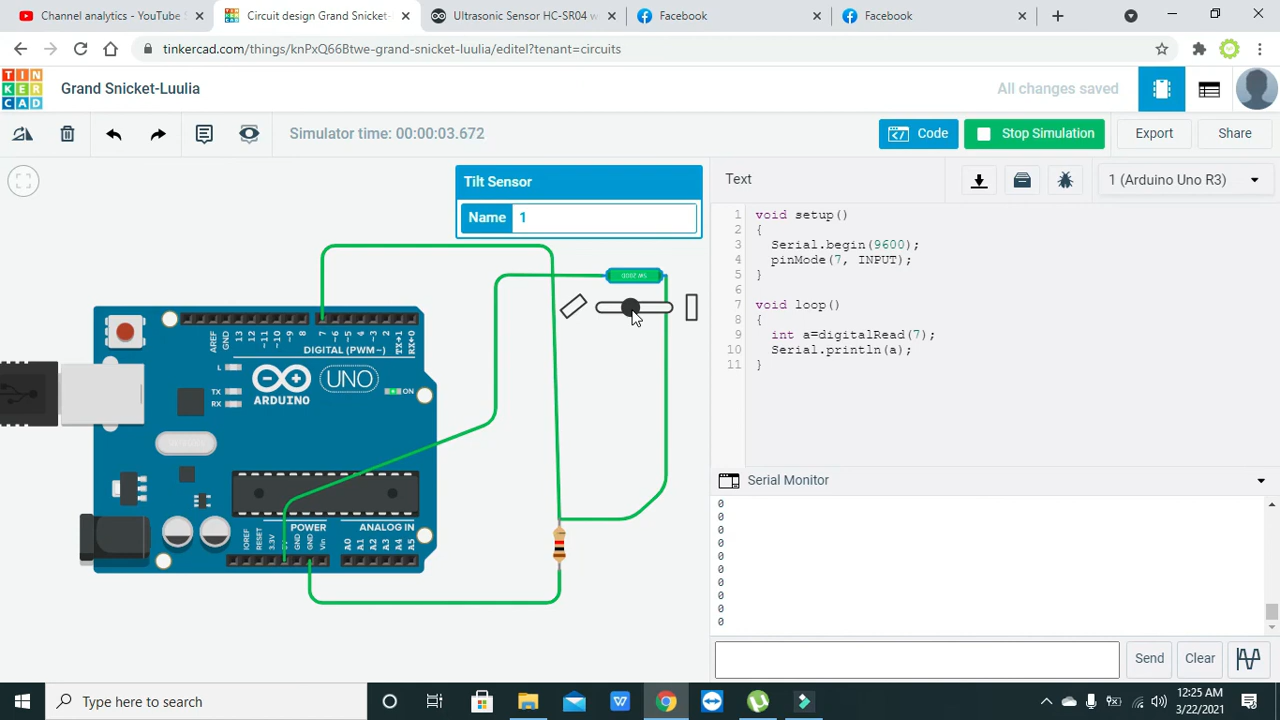 Channel analytics - YouTube
Circuit design Grand Snicket-
Ultrasonic Sensor HC-SR04 w
Facebook
Facebook
tinkercad.com/things/knPxQ66Btwe-grand-snicket-luulia/editel?tenant=circuits
TIN
KER
CAD
Grand Snicket-Luulia
All changes saved
Simulator time: 00:00:03.672
Code
Stop Simulation
Export
Share
Tilt Sensor
Name
1
Text
1 (Arduino Uno R3)
1 void setup()
2 {
3 Serial.begin(9600);
4 pinMode(7, INPUT);
5 }
6
7 void loop()
8 {
9 int a=digitalRead(7);
10 Serial.println(a);
11 }
SW 200D
AREF
GND
13
12
~11
~10
~9
8
7
~6
~5
4
~3
2
TX→1
RX←0
DIGITAL (PWM~)
L
TX
RX
ARDUINO
UNO
ON
POWER
ANALOG IN
IOREF
RESET
3.3V
GND
GND
Vin
A0
A1
A2
A3
A4
A5
Serial Monitor
0
0
0
0
0
0
0
0
0
0
Send
Clear
Type here to search
12:25 AM
3/22/2021